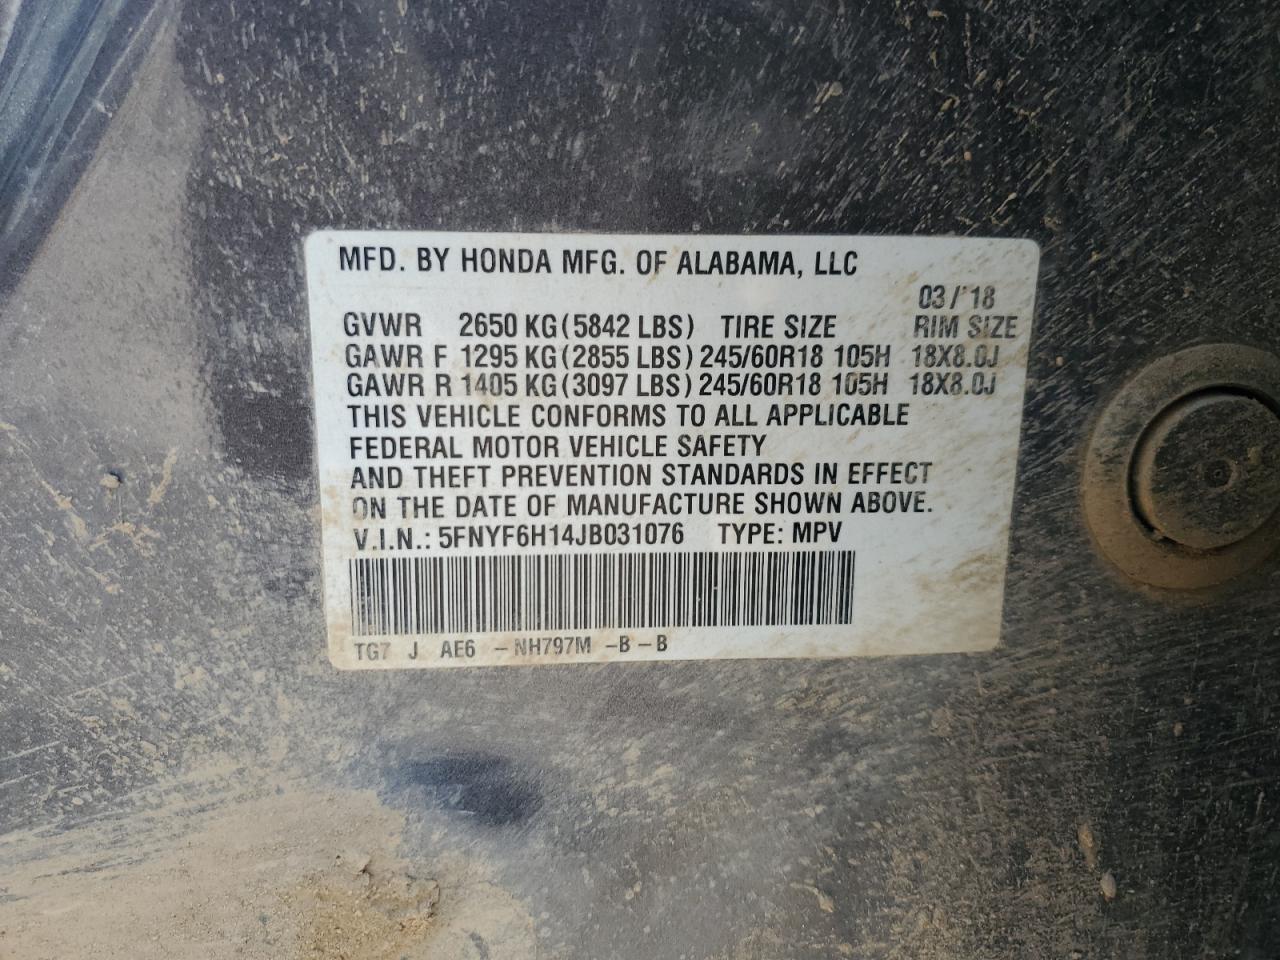 MFD. BY HONDA MFG. OF ALABAMA, LLC
03/'18
GVWR 2650 KG(5842 LBS) TIRE SIZE RIM SIZE
GAWR F 1295 KG(2855 LBS) 245/60R18 105H 18X8.0J
GAWR R 1405 KG(3097 LBS) 245/60R18 105H 18X8.0J
THIS VEHICLE CONFORMS TO ALL APPLICABLE
FEDERAL MOTOR VEHICLE SAFETY
AND THEFT PREVENTION STANDARDS IN EFFECT
ON THE DATE OF MANUFACTURE SHOWN ABOVE.
V.I.N.: 5FNYF6H14JB031076 TYPE: MPV
TG7 J AE6 -NH797M -B-B